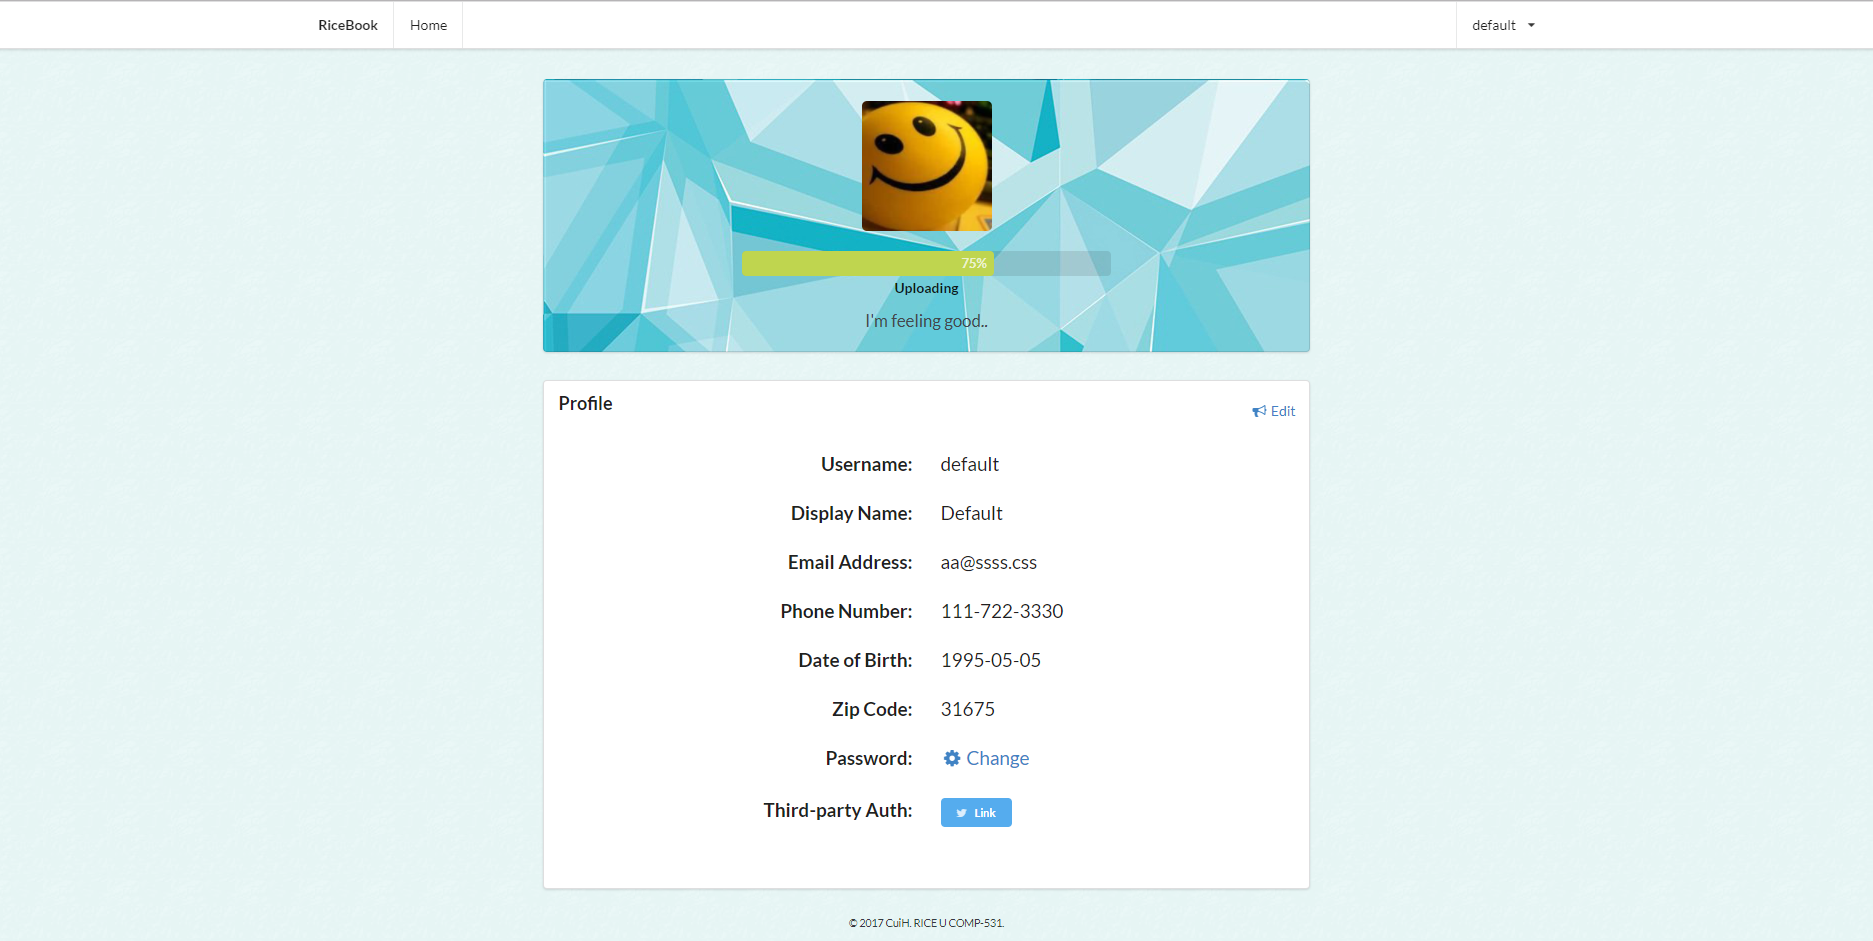 RiceBook Home default
75%
Uploading
I'm feeling good..
Profile
Edit
Username: default
Display Name: Default
Email Address: aa@ssss.css
Phone Number: 111-722-3330
Date of Birth: 1995-05-05
Zip Code: 31675
Password: Change
Third-party Auth: Link
© 2017 CuiH. RICE U COMP-531.